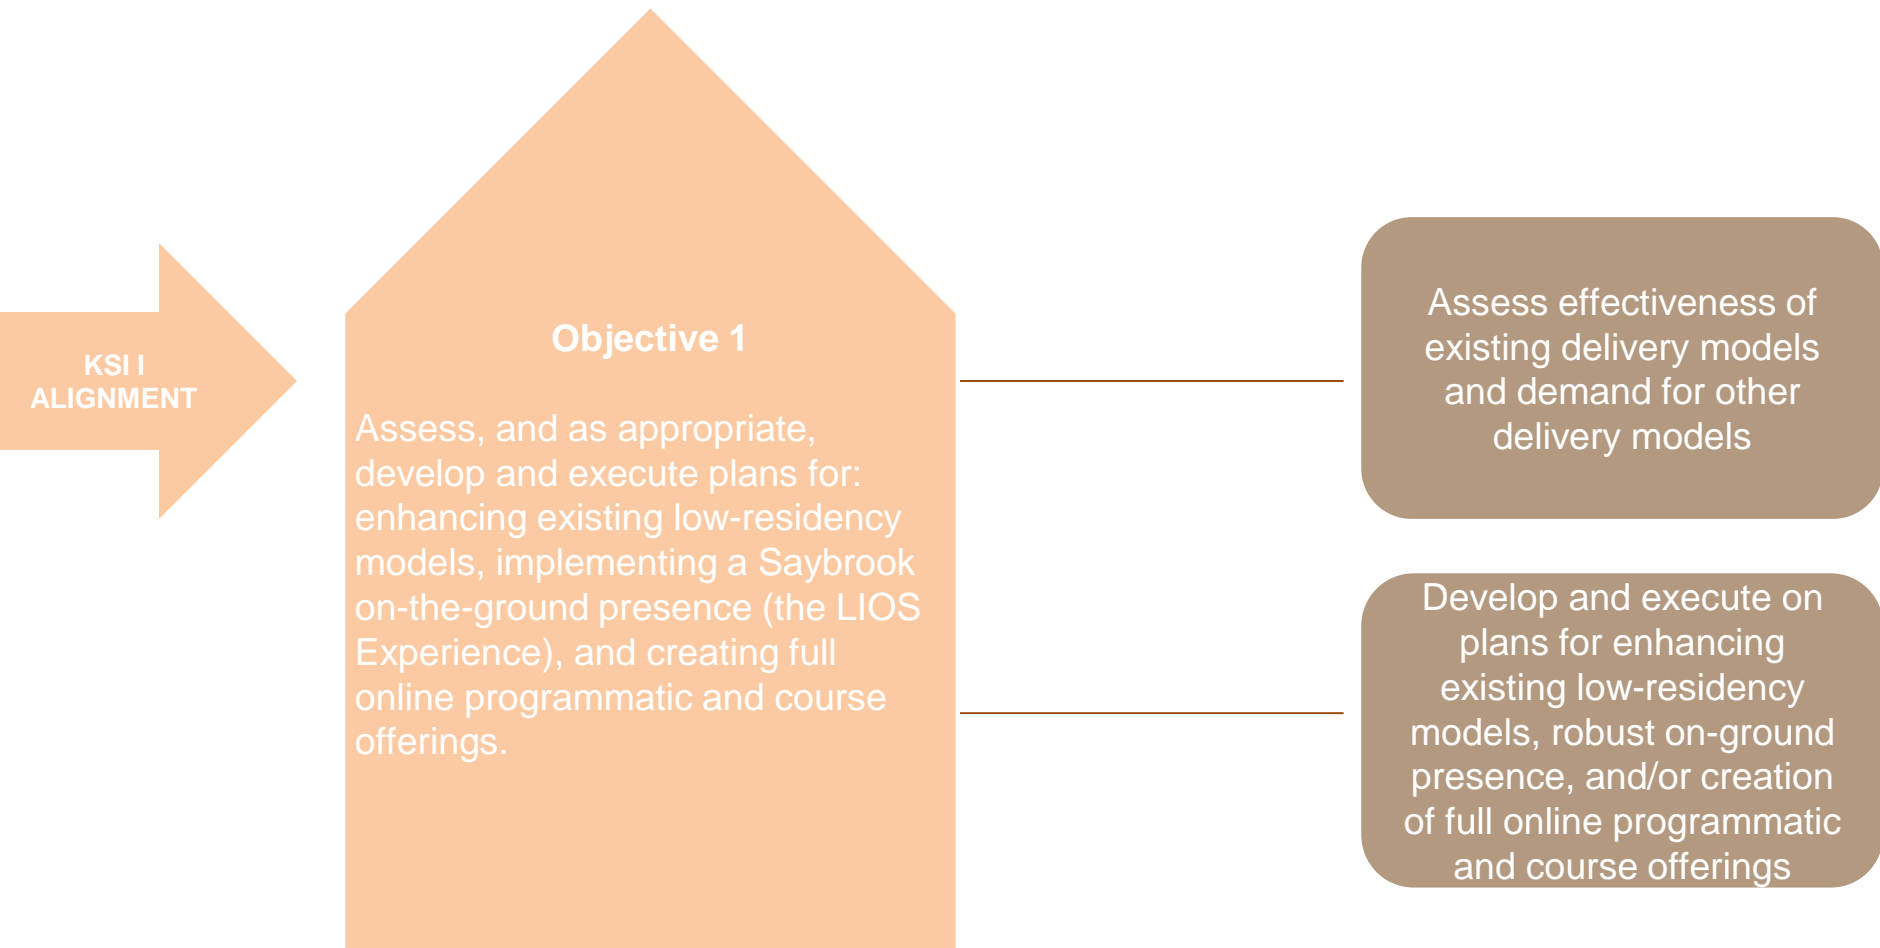 KSI I
ALIGNMENT
Objective 1
Assess, and as appropriate,
develop and execute plans for:
enhancing existing low-residency
models, implementing a Saybrook
on-the-ground presence (the LIOS
Experience), and creating full
online programmatic and course
offerings.
Assess effectiveness of
existing delivery models
and demand for other
delivery models
Develop and execute on
plans for enhancing
existing low-residency
models, robust on-ground
presence, and/or creation
of full online programmatic
and course offerings